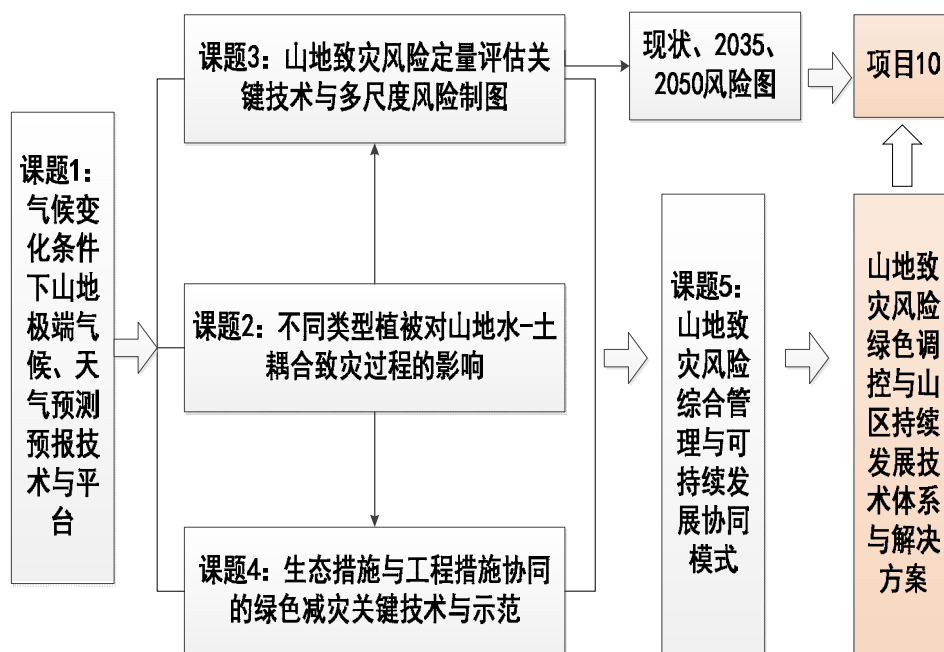 课题1：
气候变
化条件
下山地
极端气
候、天
气预测
预报技
术与平
台
课题3：山地致灾风险定量评估关
键技术与多尺度风险制图
课题2：不同类型植被对山地水-土
耦合致灾过程的影响
课题4：生态措施与工程措施协同
的绿色减灾关键技术与示范
现状、2035、
2050风险图
课题5：
山地致
灾风险
综合管
理与可
持续发
展协同
模式
项目10
山地致
灾风险
绿色调
控与山
区持续
发展技
术体系
与解决
方案